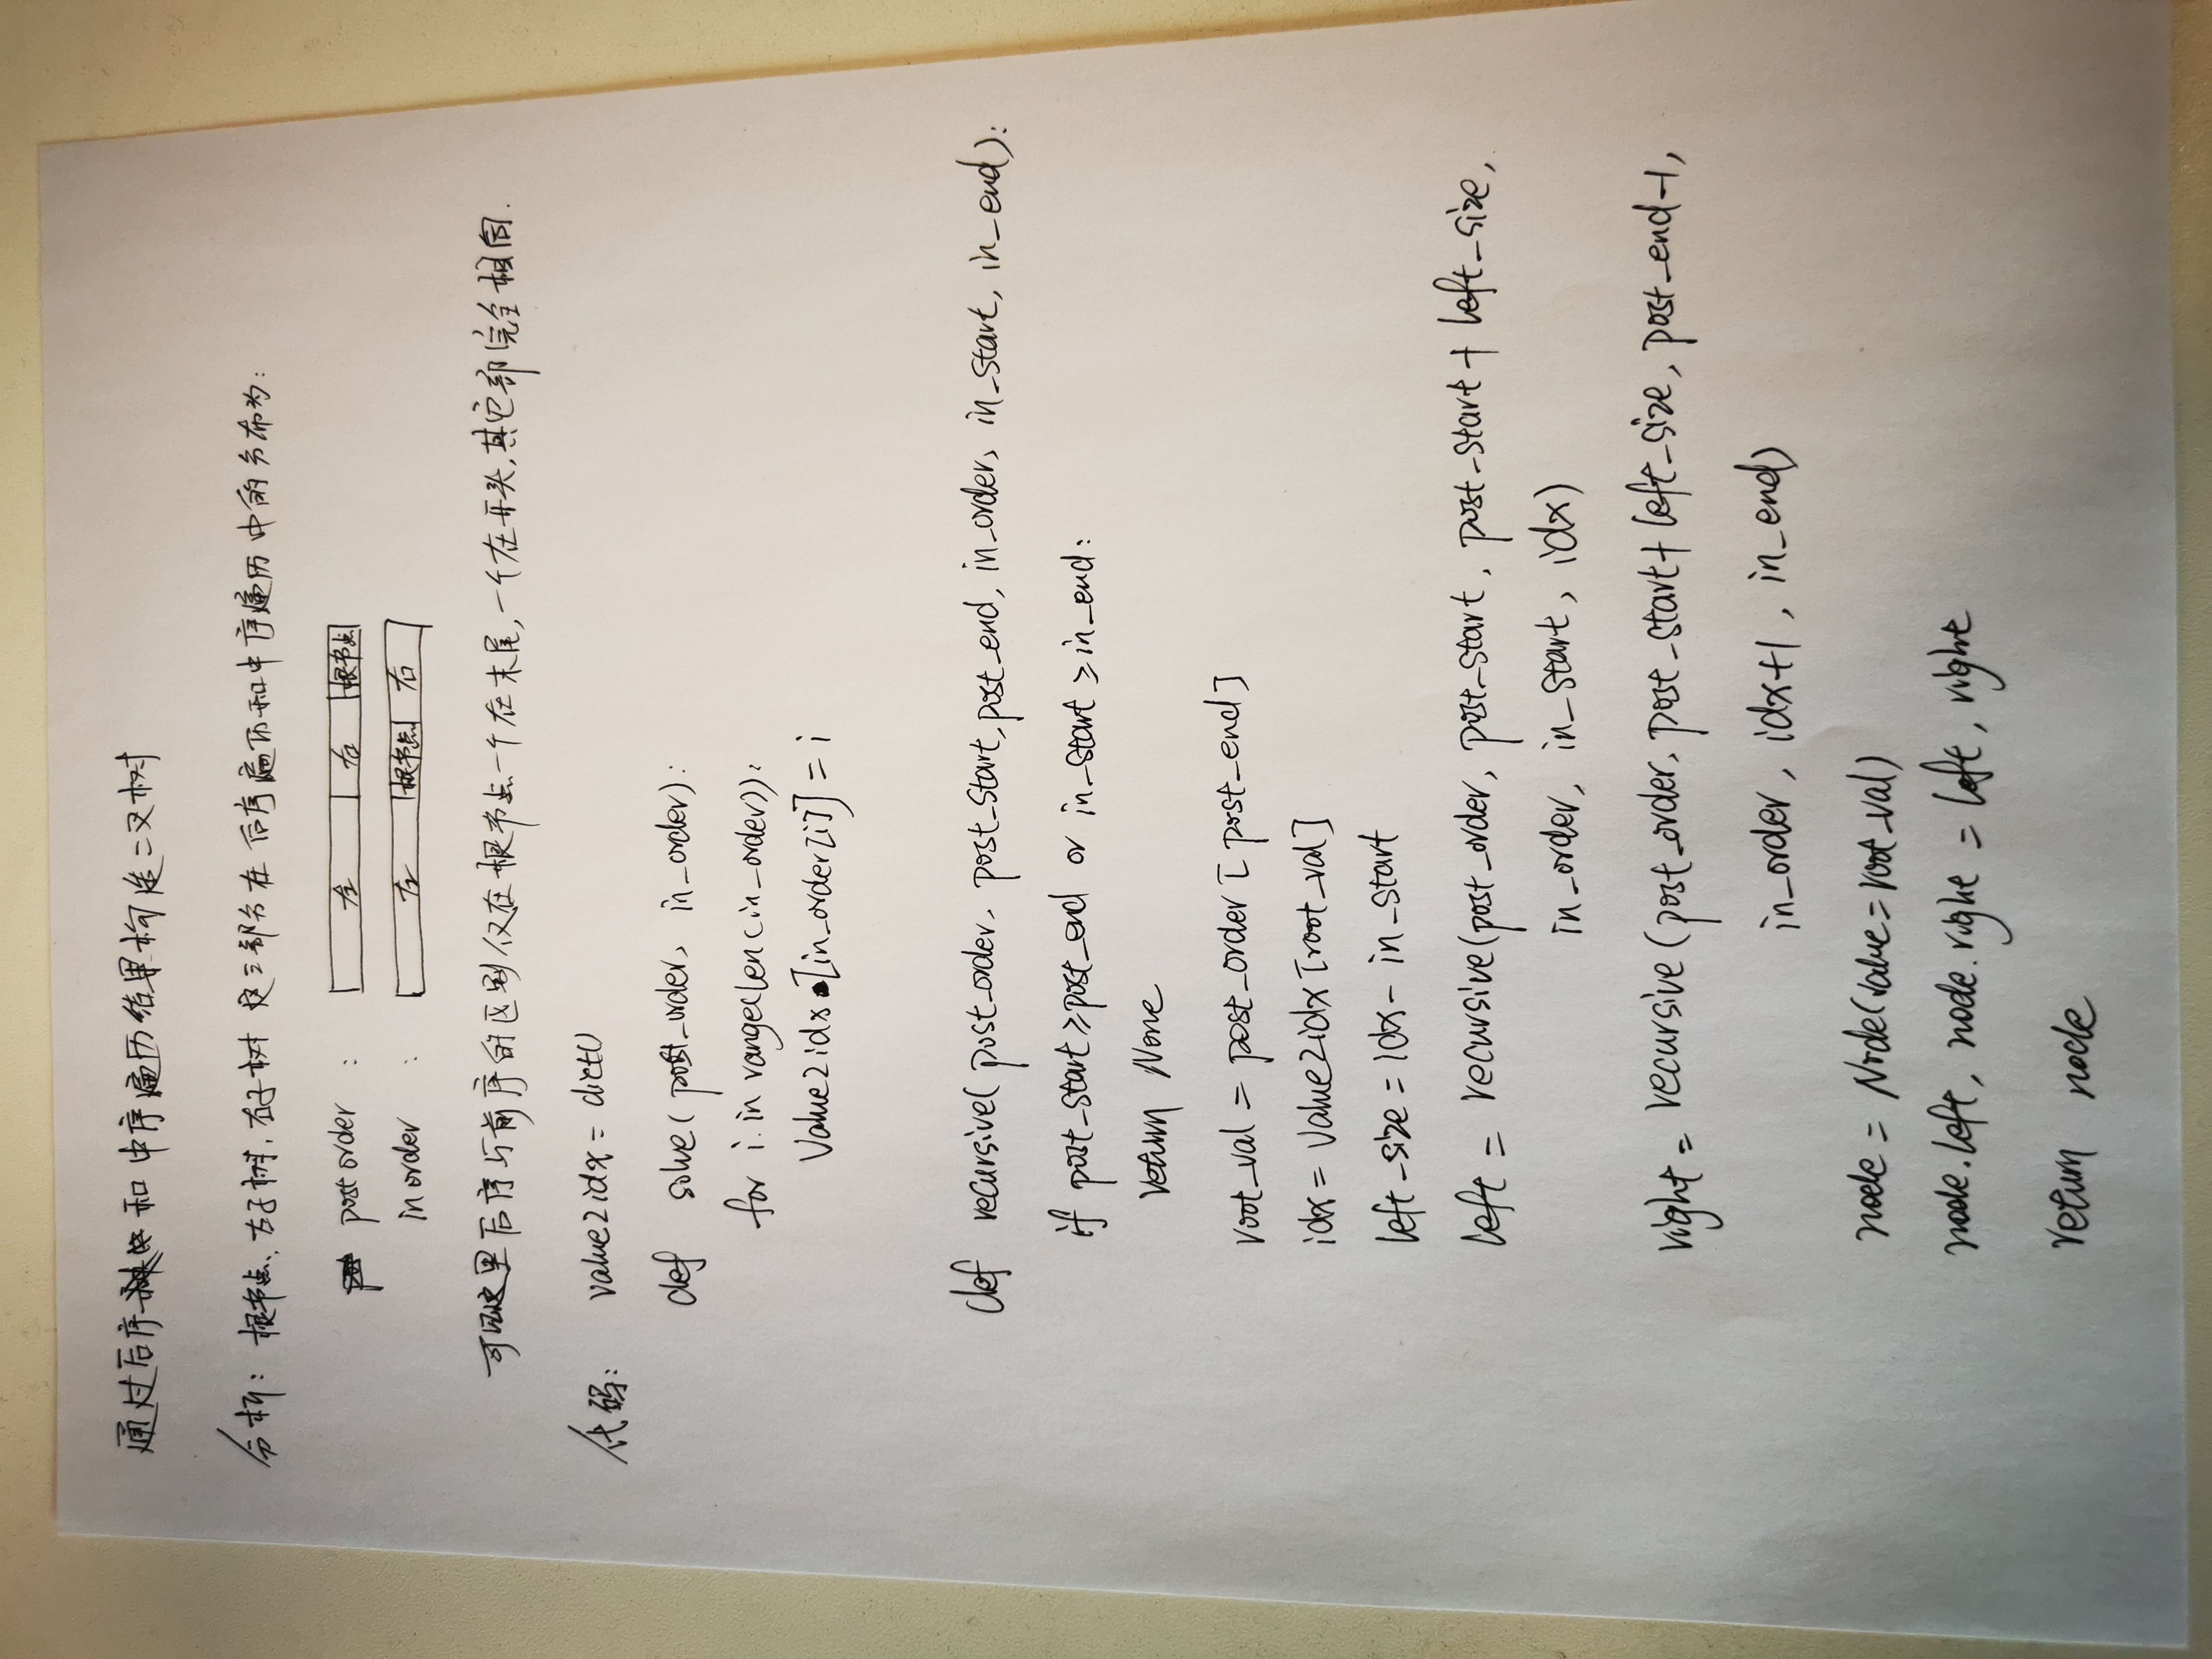 通过后序和中序遍历结果构造二叉树
分析: 根节点、左子树,右子树 这三部分在 后序遍历和中序遍历中的分布为:
post order : 左 右 根节点
in order : 左 根节点 右
可见这里后序与前序的区别仅在根节点一个在末尾,一个在开头,其它部完全相同.
代码: value2idx = dict()
def solve( post_order, in_order):
for i in range(len(in_order)):
Value2idx[in_order[i]] = i
def recursive( post_order, post_start, post_end, in_order, in_start, in_end):
if post_start ≥ post_end or in_start ≥ in_end:
return None
root_val = post_order [ post_end ]
idx = Value2idx [root_val]
left_size = idx - in_start
left = recursive(post_order, post_start, post_start + left_size,
in_order, in_start, idx)
right = recursive (post_order, post_start + left_size, post_end-1,
in_order, idx+1, in_end)
node = Node(value = root_val)
node.left, node.right = left, right
return node